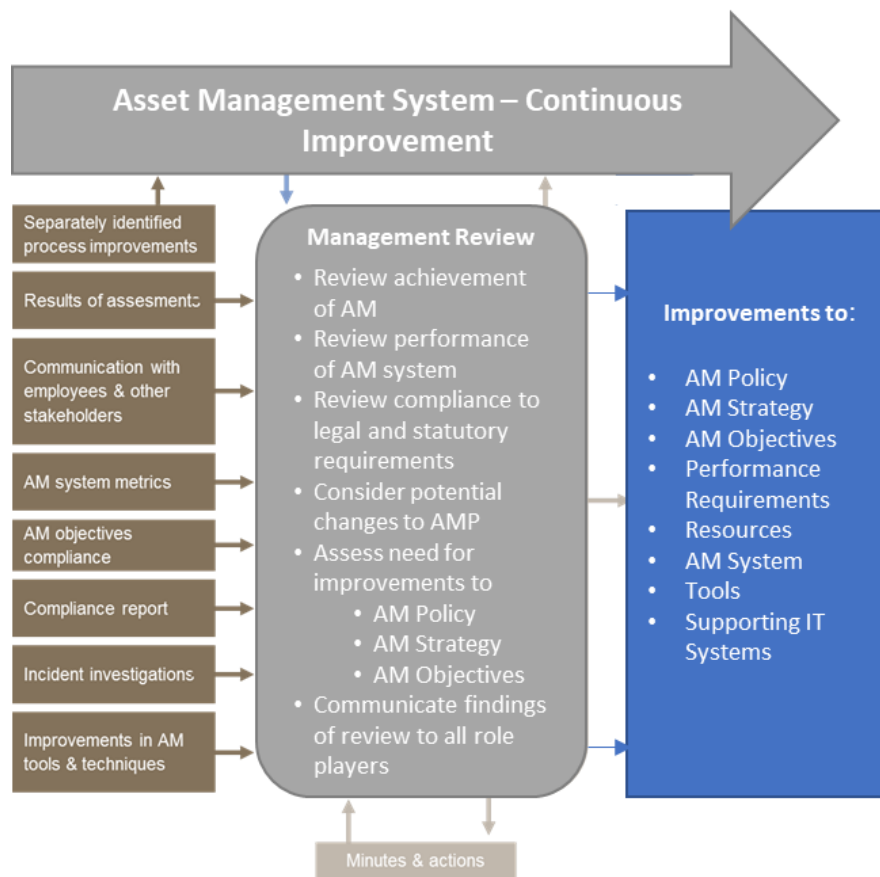 Asset Management System – Continuous
Improvement
Separately identified
process improvements
Results of assesments
Communication with
employees & other
stakeholders
AM system metrics
AM objectives
compliance
Compliance report
Incident investigations
Improvements in AM
tools & techniques
Management Review
• Review achievement
of AM
• Review performance
of AM system
• Review compliance to
legal and statutory
requirements
• Consider potential
changes to AMP
• Assess need for
improvements to
• AM Policy
• AM Strategy
• AM Objectives
• Communicate findings
of review to all role
players
Minutes & actions
Improvements to:
• AM Policy
• AM Strategy
• AM Objectives
• Performance
Requirements
• Resources
• AM System
• Tools
• Supporting IT
Systems